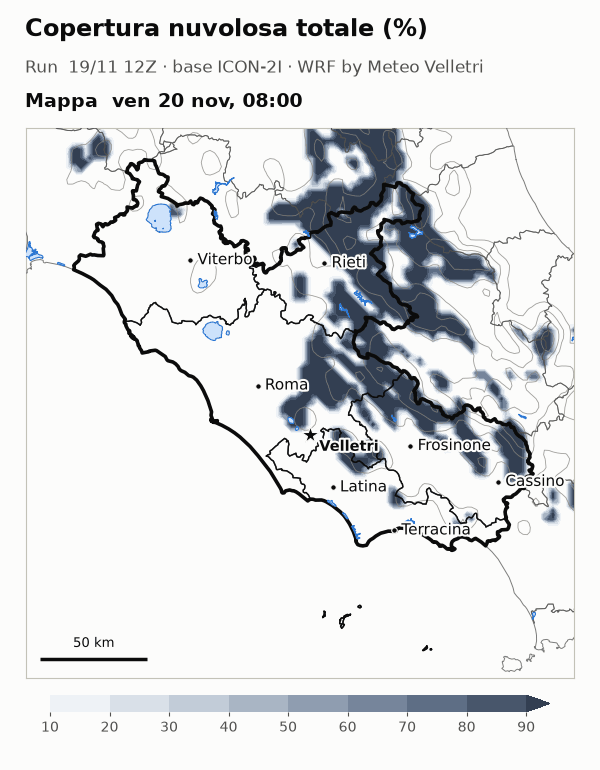 Copertura nuvolosa totale (%)
Run  19/11 12Z · base ICON-2I · WRF by Meteo Velletri
Mappa  ven 20 nov, 08:00
Viterbo
Rieti
Roma
Velletri
Frosinone
Cassino
Latina
Terracina
50 km
10 20 30 40 50 60 70 80 90